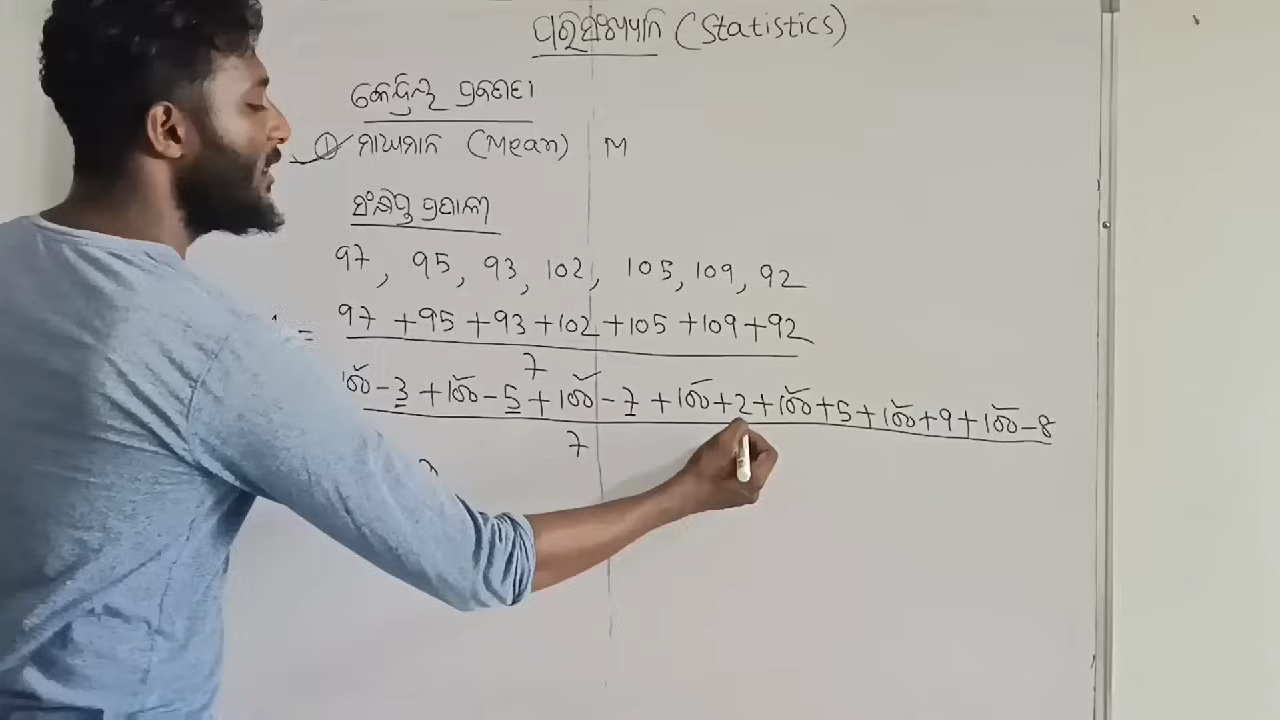 ପରିସଂଖ୍ୟାନ (Statistics)
କେନ୍ଦ୍ରିୟ ପ୍ରବଣତା
① ମାଧ୍ୟମାନ (Mean) M
ସଂକ୍ଷିପ୍ତ ପ୍ରଣାଳୀ
97, 95, 93, 102, 105, 109, 92
= 97 +95 +93 +102 +105 +109 +92
7
100-3 +100-5 +100-7 +100+2 +100+5 +100+9 +100-8
7